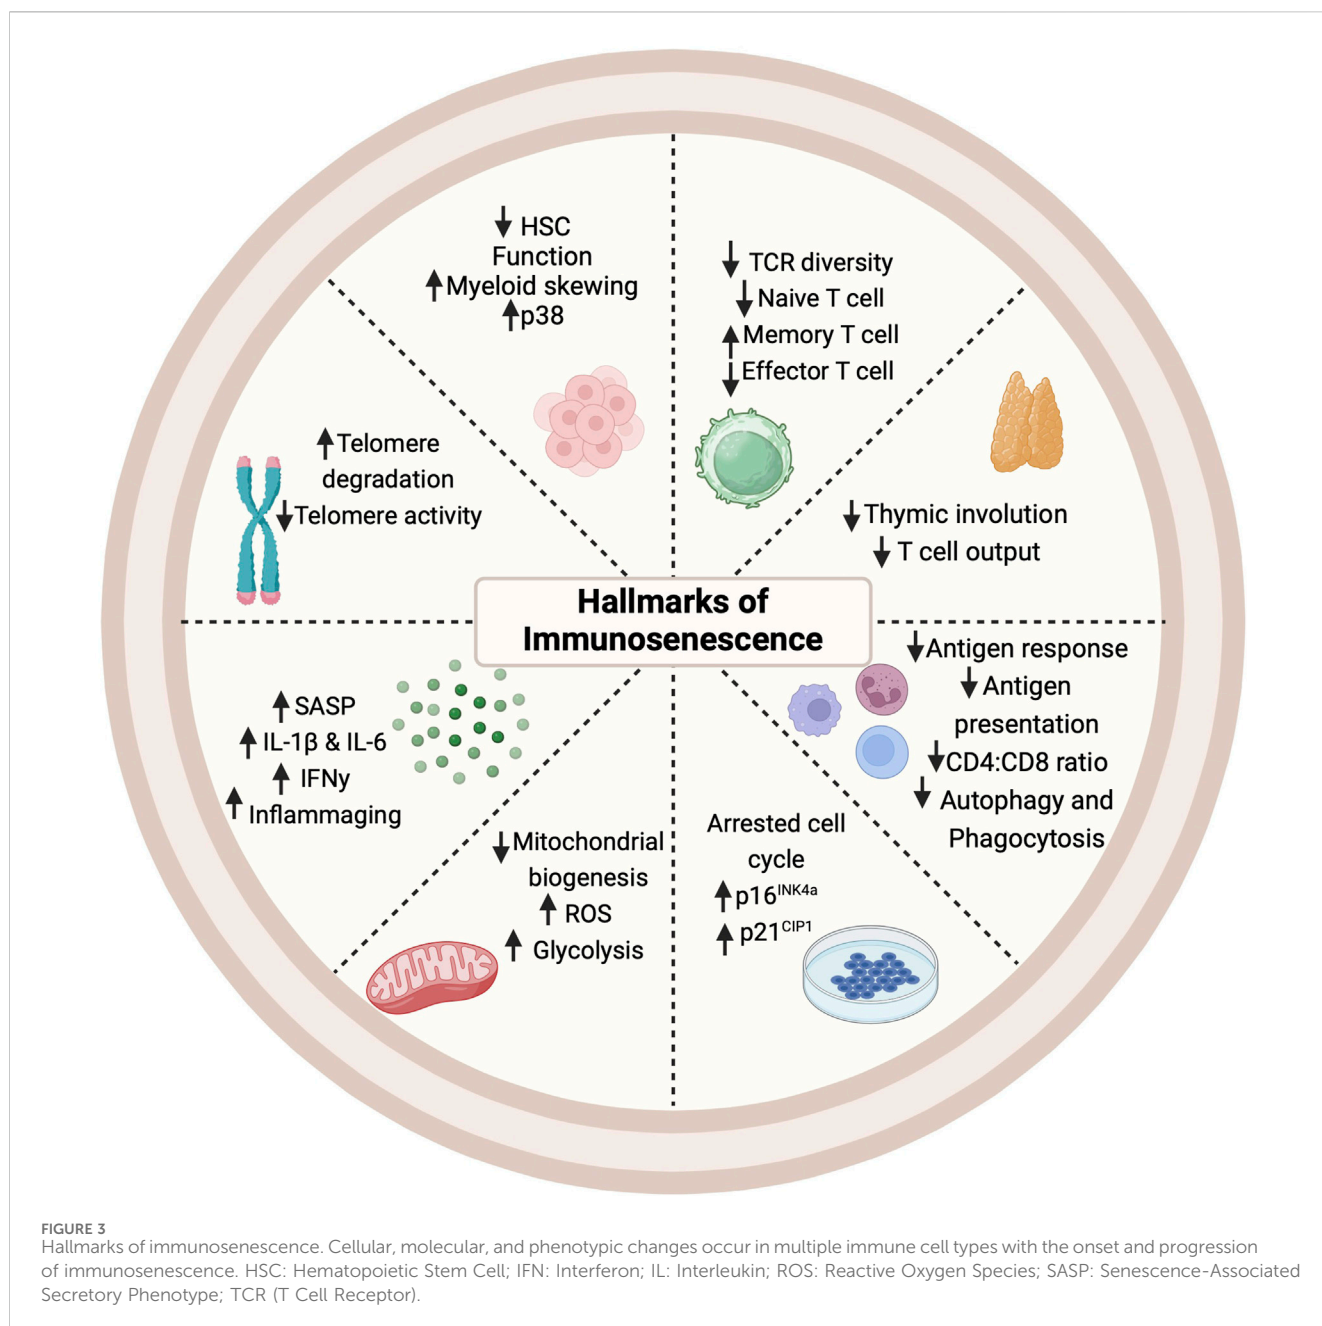 ↓ HSC
Function
↑ Myeloid skewing
↑ p38
↓ TCR diversity
↓ Naive T cell
↑ Memory T cell
↓ Effector T cell
↓ Thymic involution
↓ T cell output
↓ Antigen response
↓ Antigen
presentation
↓ CD4:CD8 ratio
↓ Autophagy and
Phagocytosis
Arrested cell
cycle
↑ p16INK4a
↑ p21CIP1
↓ Mitochondrial
biogenesis
↑ ROS
↑ Glycolysis
↑ SASP
↑ IL-1β & IL-6
↑ IFNy
↑ Inflammaging
↑ Telomere
degradation
↓ Telomere activity
Hallmarks of
Immunosenescence
FIGURE 3
Hallmarks of immunosenescence. Cellular, molecular, and phenotypic changes occur in multiple immune cell types with the onset and progression
of immunosenescence. HSC: Hematopoietic Stem Cell; IFN: Interferon; IL: Interleukin; ROS: Reactive Oxygen Species; SASP: Senescence-Associated
Secretory Phenotype; TCR (T Cell Receptor).